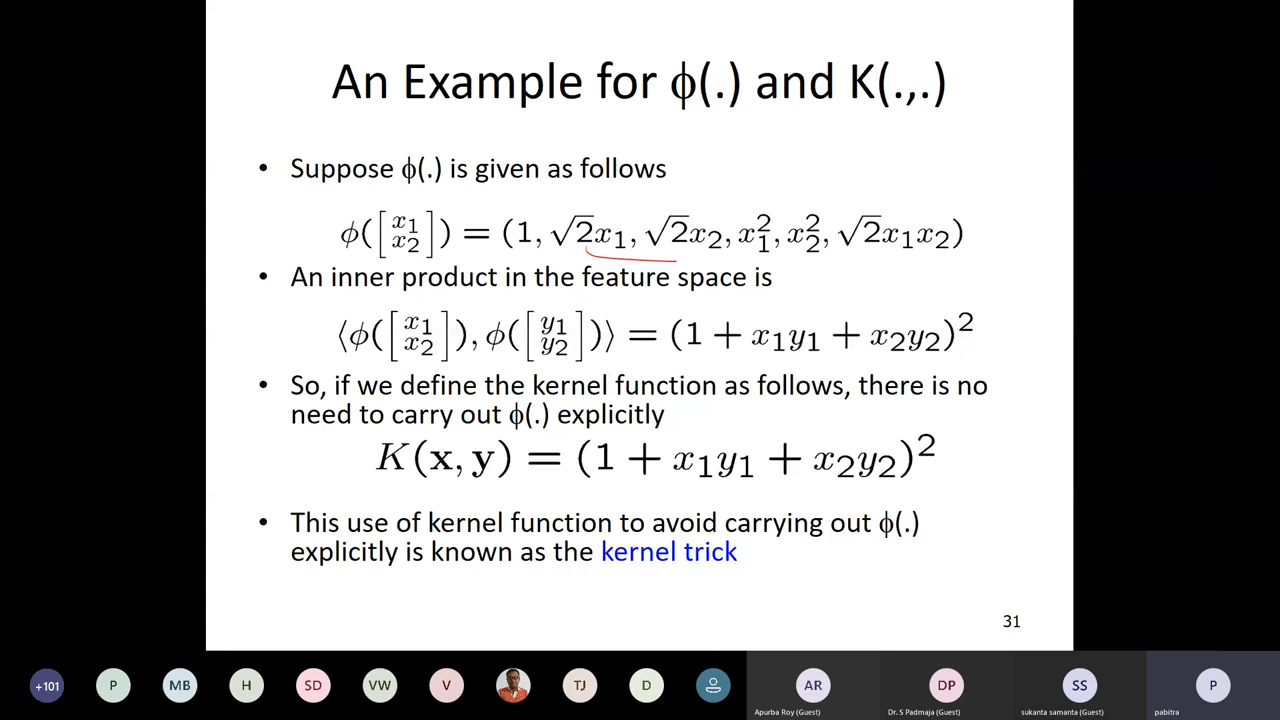 An Example for ϕ(.) and K(.,.)
• Suppose ϕ(.) is given as follows
ϕ([x₁ x₂]) = (1, √2x₁, √2x₂, x₁², x₂², √2x₁x₂)
• An inner product in the feature space is
⟨ϕ([x₁ x₂]), ϕ([y₁ y₂])⟩ = (1 + x₁y₁ + x₂y₂)²
• So, if we define the kernel function as follows, there is no
need to carry out ϕ(.) explicitly
K(x, y) = (1 + x₁y₁ + x₂y₂)²
• This use of kernel function to avoid carrying out ϕ(.)
explicitly is known as the kernel trick
31
+101 P MB H SD VW V TJ D AR DP SS P
Apurba Roy (Guest) Dr. S Padmaja (Guest) sukanta samanta (Guest) pabitra